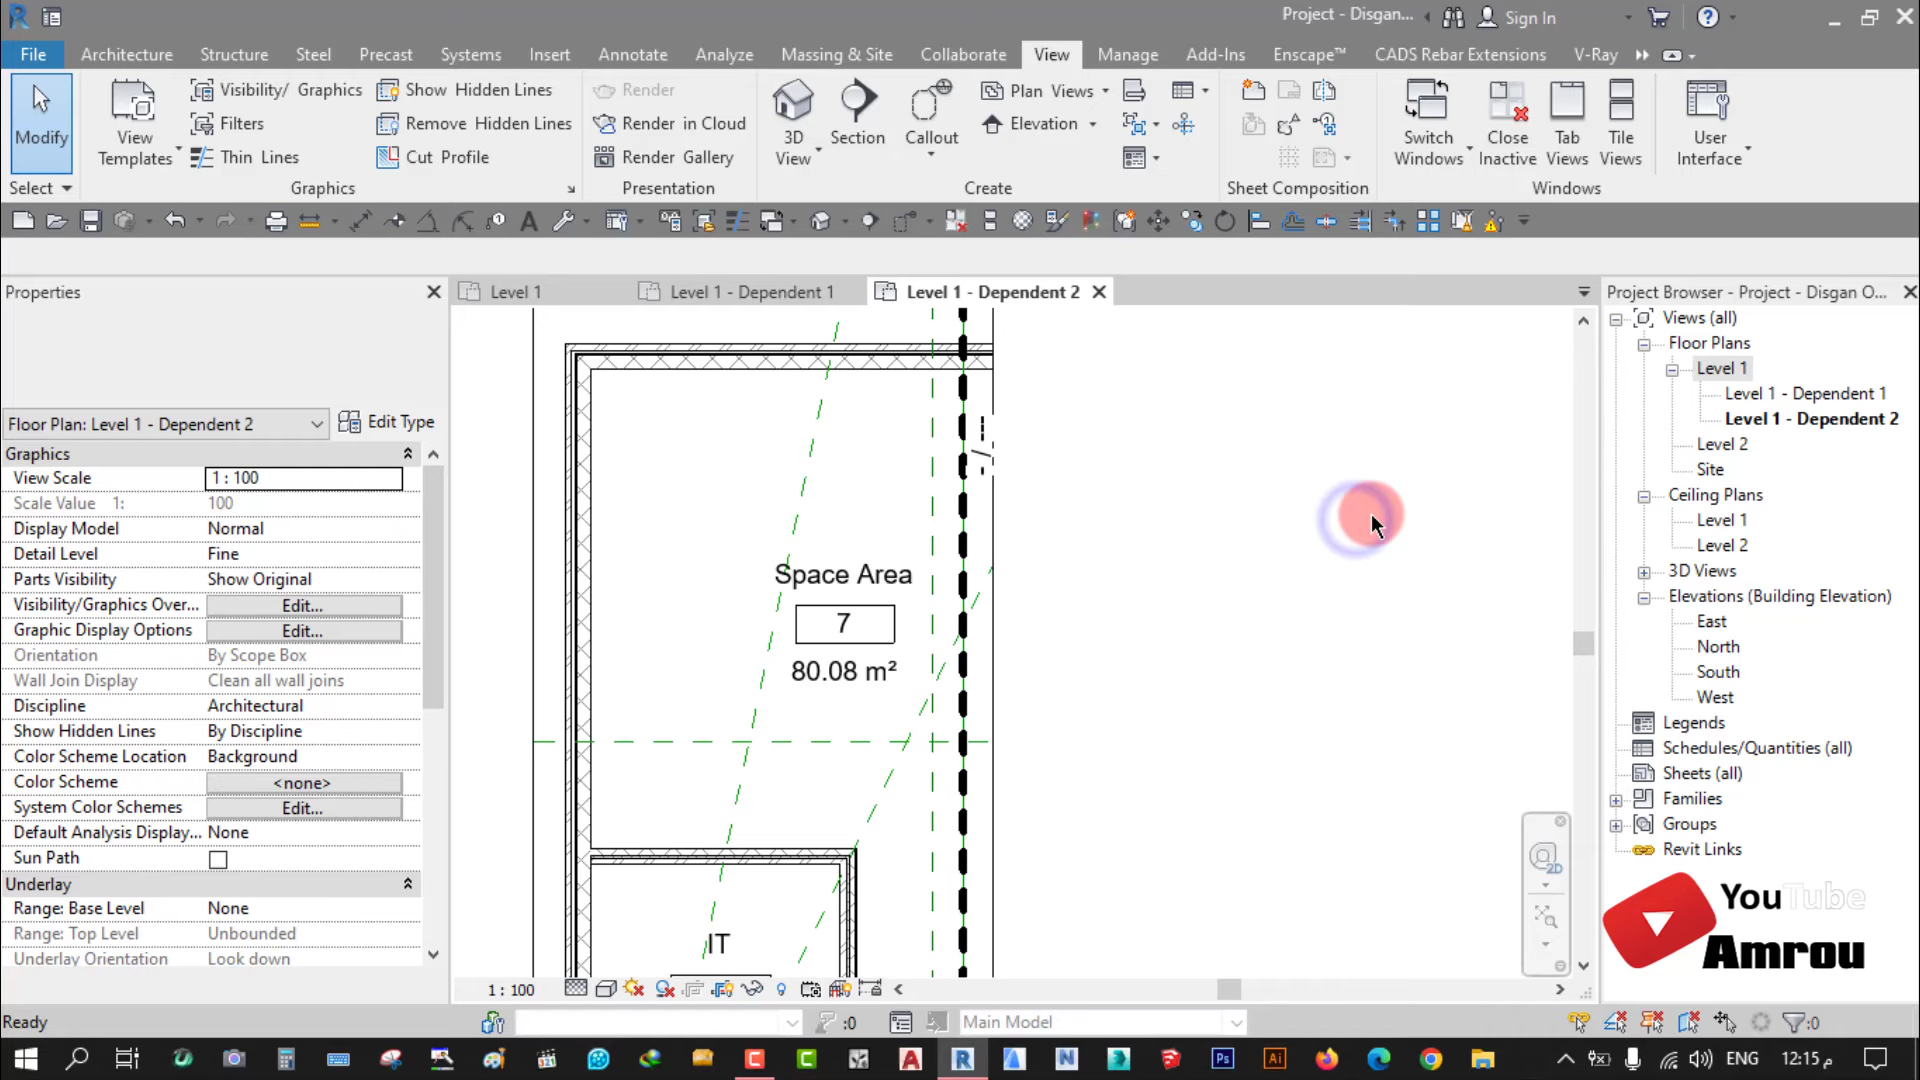 Project - Disgan...
Sign In
File
Architecture
Structure
Steel
Precast
Systems
Insert
Annotate
Analyze
Massing & Site
Collaborate
View
Manage
Add-Ins
Enscape™
CADS Rebar Extensions
V-Ray
Modify
View Templates
Visibility/ Graphics
Filters
Thin Lines
Show Hidden Lines
Remove Hidden Lines
Cut Profile
Render
Render in Cloud
Render Gallery
3D View
Section
Callout
Plan Views
Elevation
Switch Windows
Close Inactive
Tab Views
Tile Views
User Interface
Select
Graphics
Presentation
Create
Sheet Composition
Windows
Properties
Level 1
Level 1 - Dependent 1
Level 1 - Dependent 2
Project Browser - Project - Disgan O...
Floor Plan: Level 1 - Dependent 2
Edit Type
Graphics
View Scale
1 : 100
Scale Value 1:
100
Display Model
Normal
Detail Level
Fine
Parts Visibility
Show Original
Visibility/Graphics Over...
Edit...
Graphic Display Options
Edit...
Orientation
By Scope Box
Wall Join Display
Clean all wall joins
Discipline
Architectural
Show Hidden Lines
By Discipline
Color Scheme Location
Background
Color Scheme
<none>
System Color Schemes
Edit...
Default Analysis Display...
None
Sun Path
Underlay
Range: Base Level
None
Range: Top Level
Unbounded
Underlay Orientation
Look down
Space Area
7
80.08 m²
IT
2D
Views (all)
Floor Plans
Level 1
Level 1 - Dependent 1
Level 1 - Dependent 2
Level 2
Site
Ceiling Plans
Level 1
Level 2
3D Views
Elevations (Building Elevation)
East
North
South
West
Legends
Schedules/Quantities (all)
Sheets (all)
Families
Groups
Revit Links
YouTube
Amrou
1 : 100
Ready
:0
Main Model
:0
ENG
12:15 م